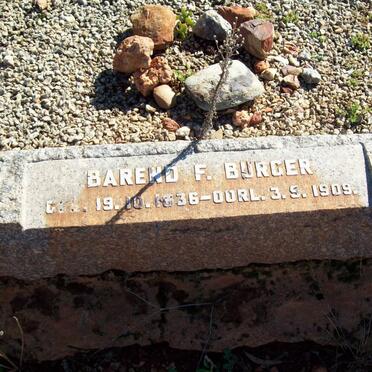 BAREND F. BURGER
GEB. 19.10.1836-OORL. 3.9.1909.